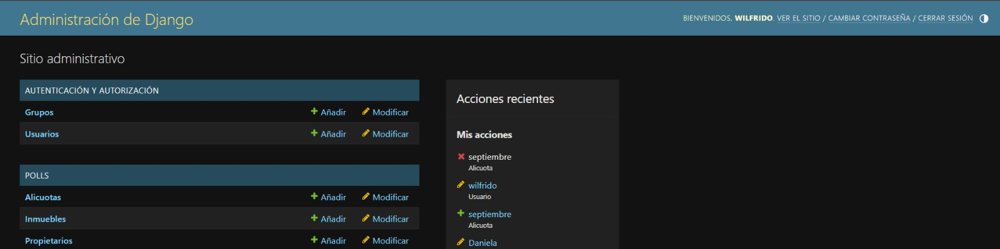 Administración de Django
BIENVENIDOS, WILFRIDO. VER EL SITIO / CAMBIAR CONTRASEÑA / CERRAR SESIÓN
Sitio administrativo
AUTENTICACIÓN Y AUTORIZACIÓN
Grupos Añadir Modificar
Usuarios Añadir Modificar
POLLS
Alicuotas Añadir Modificar
Inmuebles Añadir Modificar
Propietarios Añadir Modificar
Acciones recientes
Mis acciones
septiembre
Alicuota
wilfrido
Usuario
septiembre
Alicuota
Daniela